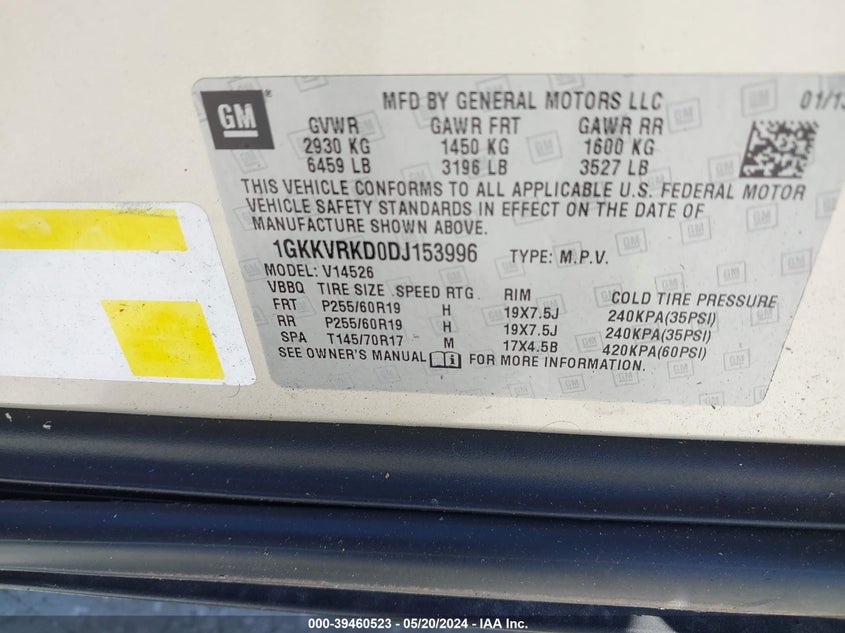 GM ® MFD BY GENERAL MOTORS LLC 01/13
GVWR GAWR FRT GAWR RR
2930 KG 1450 KG 1600 KG
6459 LB 3196 LB 3527 LB
THIS VEHICLE CONFORMS TO ALL APPLICABLE U.S. FEDERAL MOTOR
VEHICLE SAFETY STANDARDS IN EFFECT ON THE DATE OF
MANUFACTURE SHOWN ABOVE.
1GKKVRKD0DJ153996 TYPE: M.P.V.
MODEL: V14526
VBBQ TIRE SIZE SPEED RTG RIM COLD TIRE PRESSURE
FRT P255/60R19 H 19X7.5J 240KPA(35PSI)
RR P255/60R19 H 19X7.5J 240KPA(35PSI)
SPA T145/70R17 M 17X4.5B 420KPA(60PSI)
SEE OWNER'S MANUAL FOR MORE INFORMATION.
000-39460523 - 05/20/2024 - IAA Inc.